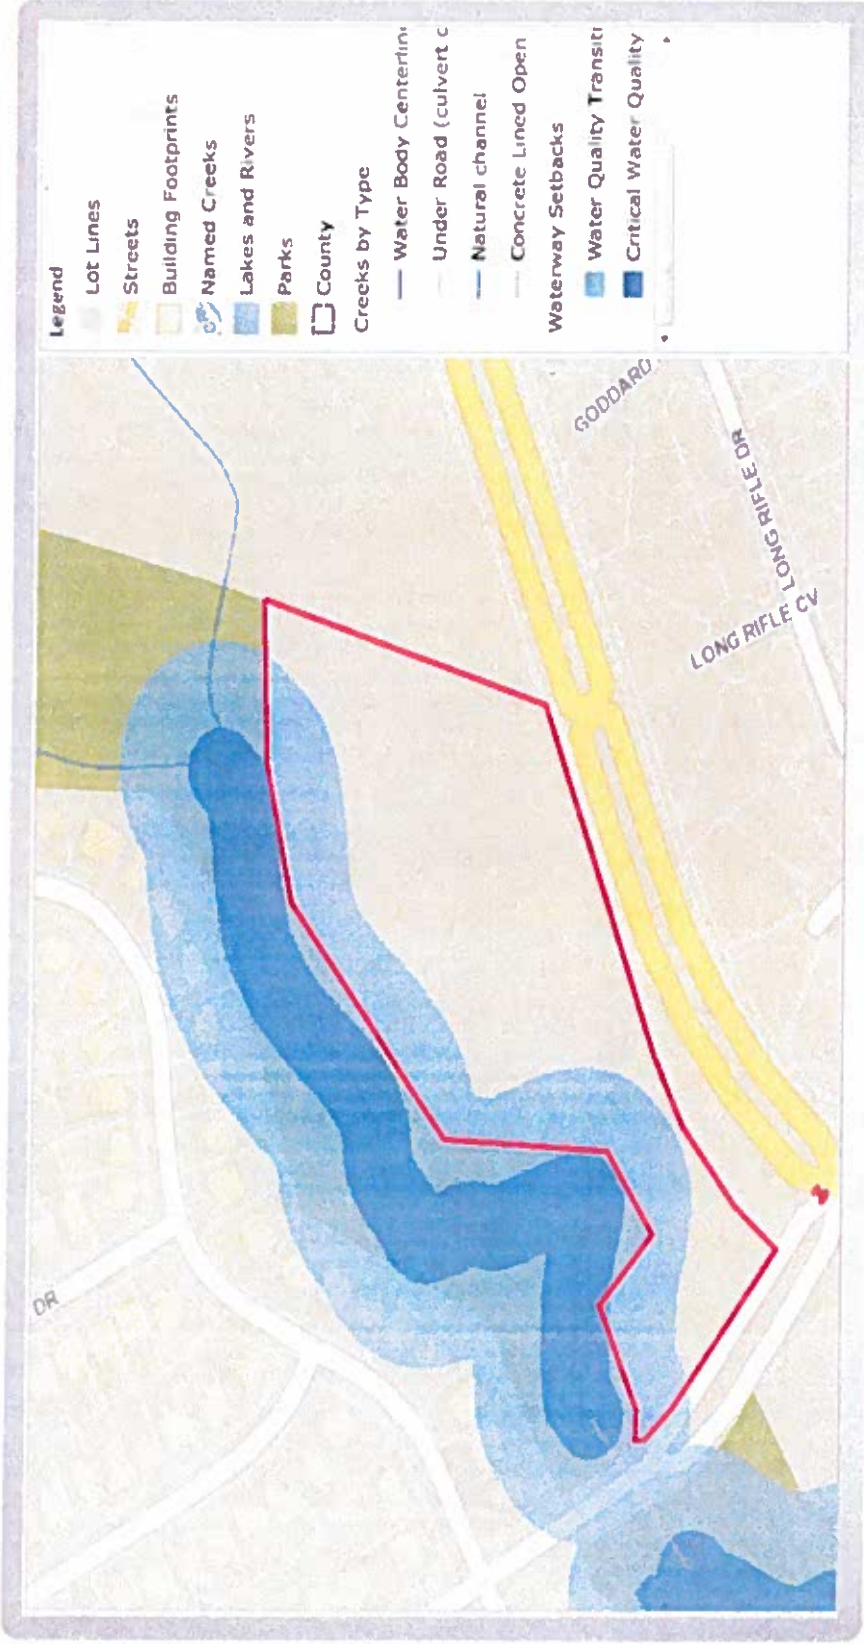 Legend
Lot Lines
Streets
Building Footprints
Named Creeks
Lakes and Rivers
Parks
County
Creeks by Type
Water Body Centerlin
Under Road (culvert c
Natural channel
Concrete Lined Open
Waterway Setbacks
Water Quality Transiti
Critical Water Quality
GODDARD
LONG RIFLE DR
LONG RIFLE CV
DR